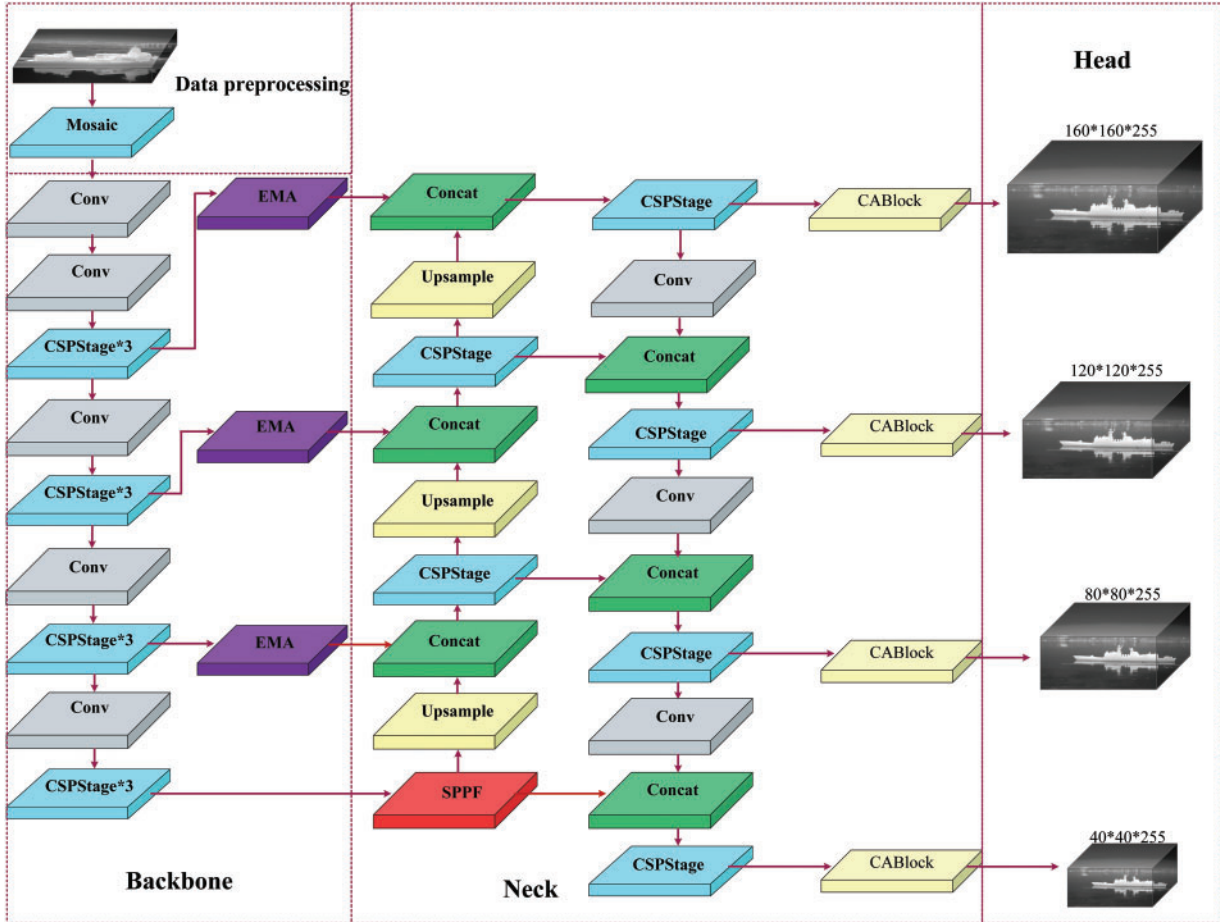 Data preprocessing
Mosaic
Conv
Conv
CSPStage*3
Conv
CSPStage*3
Conv
CSPStage*3
Conv
CSPStage*3
Backbone
EMA
EMA
EMA
Concat
Upsample
CSPStage
Concat
Upsample
CSPStage
Concat
Upsample
SPPF
Neck
CSPStage
Conv
Concat
CSPStage
Conv
Concat
CSPStage
Conv
Concat
CSPStage
CABlock
CABlock
CABlock
CABlock
Head
160*160*255
120*120*255
80*80*255
40*40*255